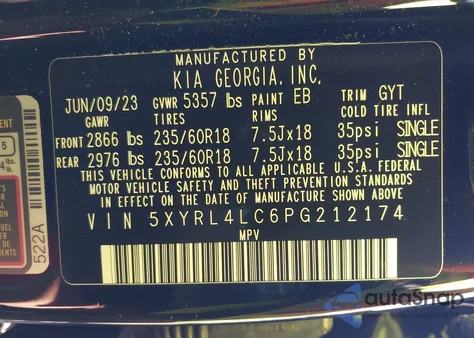 MANUFACTURED BY
KIA GEORGIA, INC.
JUN/09/23 GVWR 5357 lbs PAINT EB TRIM GYT
GAWR TIRES RIMS COLD TIRE INFL
FRONT 2866 lbs 235/60R18 7.5Jx18 35psi SINGLE
REAR 2976 lbs 235/60R18 7.5Jx18 35psi SINGLE
THIS VEHICLE CONFORMS TO ALL APPLICABLE U.S.A. FEDERAL
MOTOR VEHICLE SAFETY AND THEFT PREVENTION STANDARDS
IN EFFECT ON THE DATE OF MANUFACTURE SHOWN ABOVE
VIN 5XYRL4LC6PG212174
MPV
522A
5
autoSnap